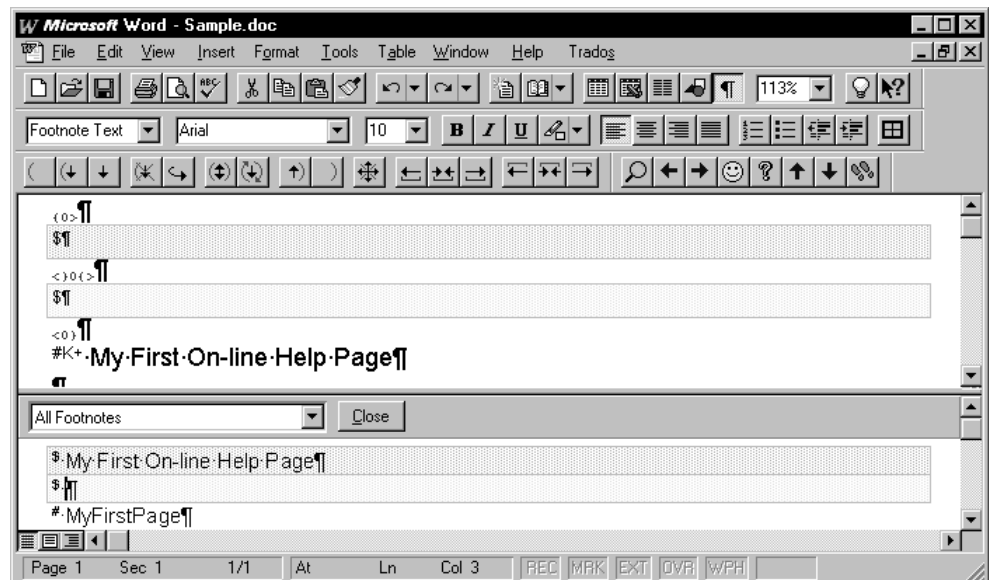 Microsoft Word - Sample.doc
File Edit View Insert Format Tools Table Window Help Trados
ABC 113%
Footnote Text Arial 10 B I U
{0>¶
$¶
<}0{>¶
$¶
<0}¶
#K+·My·First·On-line·Help·Page¶
¶
All Footnotes Close
$·My·First·On-line·Help·Page¶
$·¶
#·MyFirstPage¶
Page 1 Sec 1 1/1 At Ln Col 3 REC MRK EXT OVR WPH